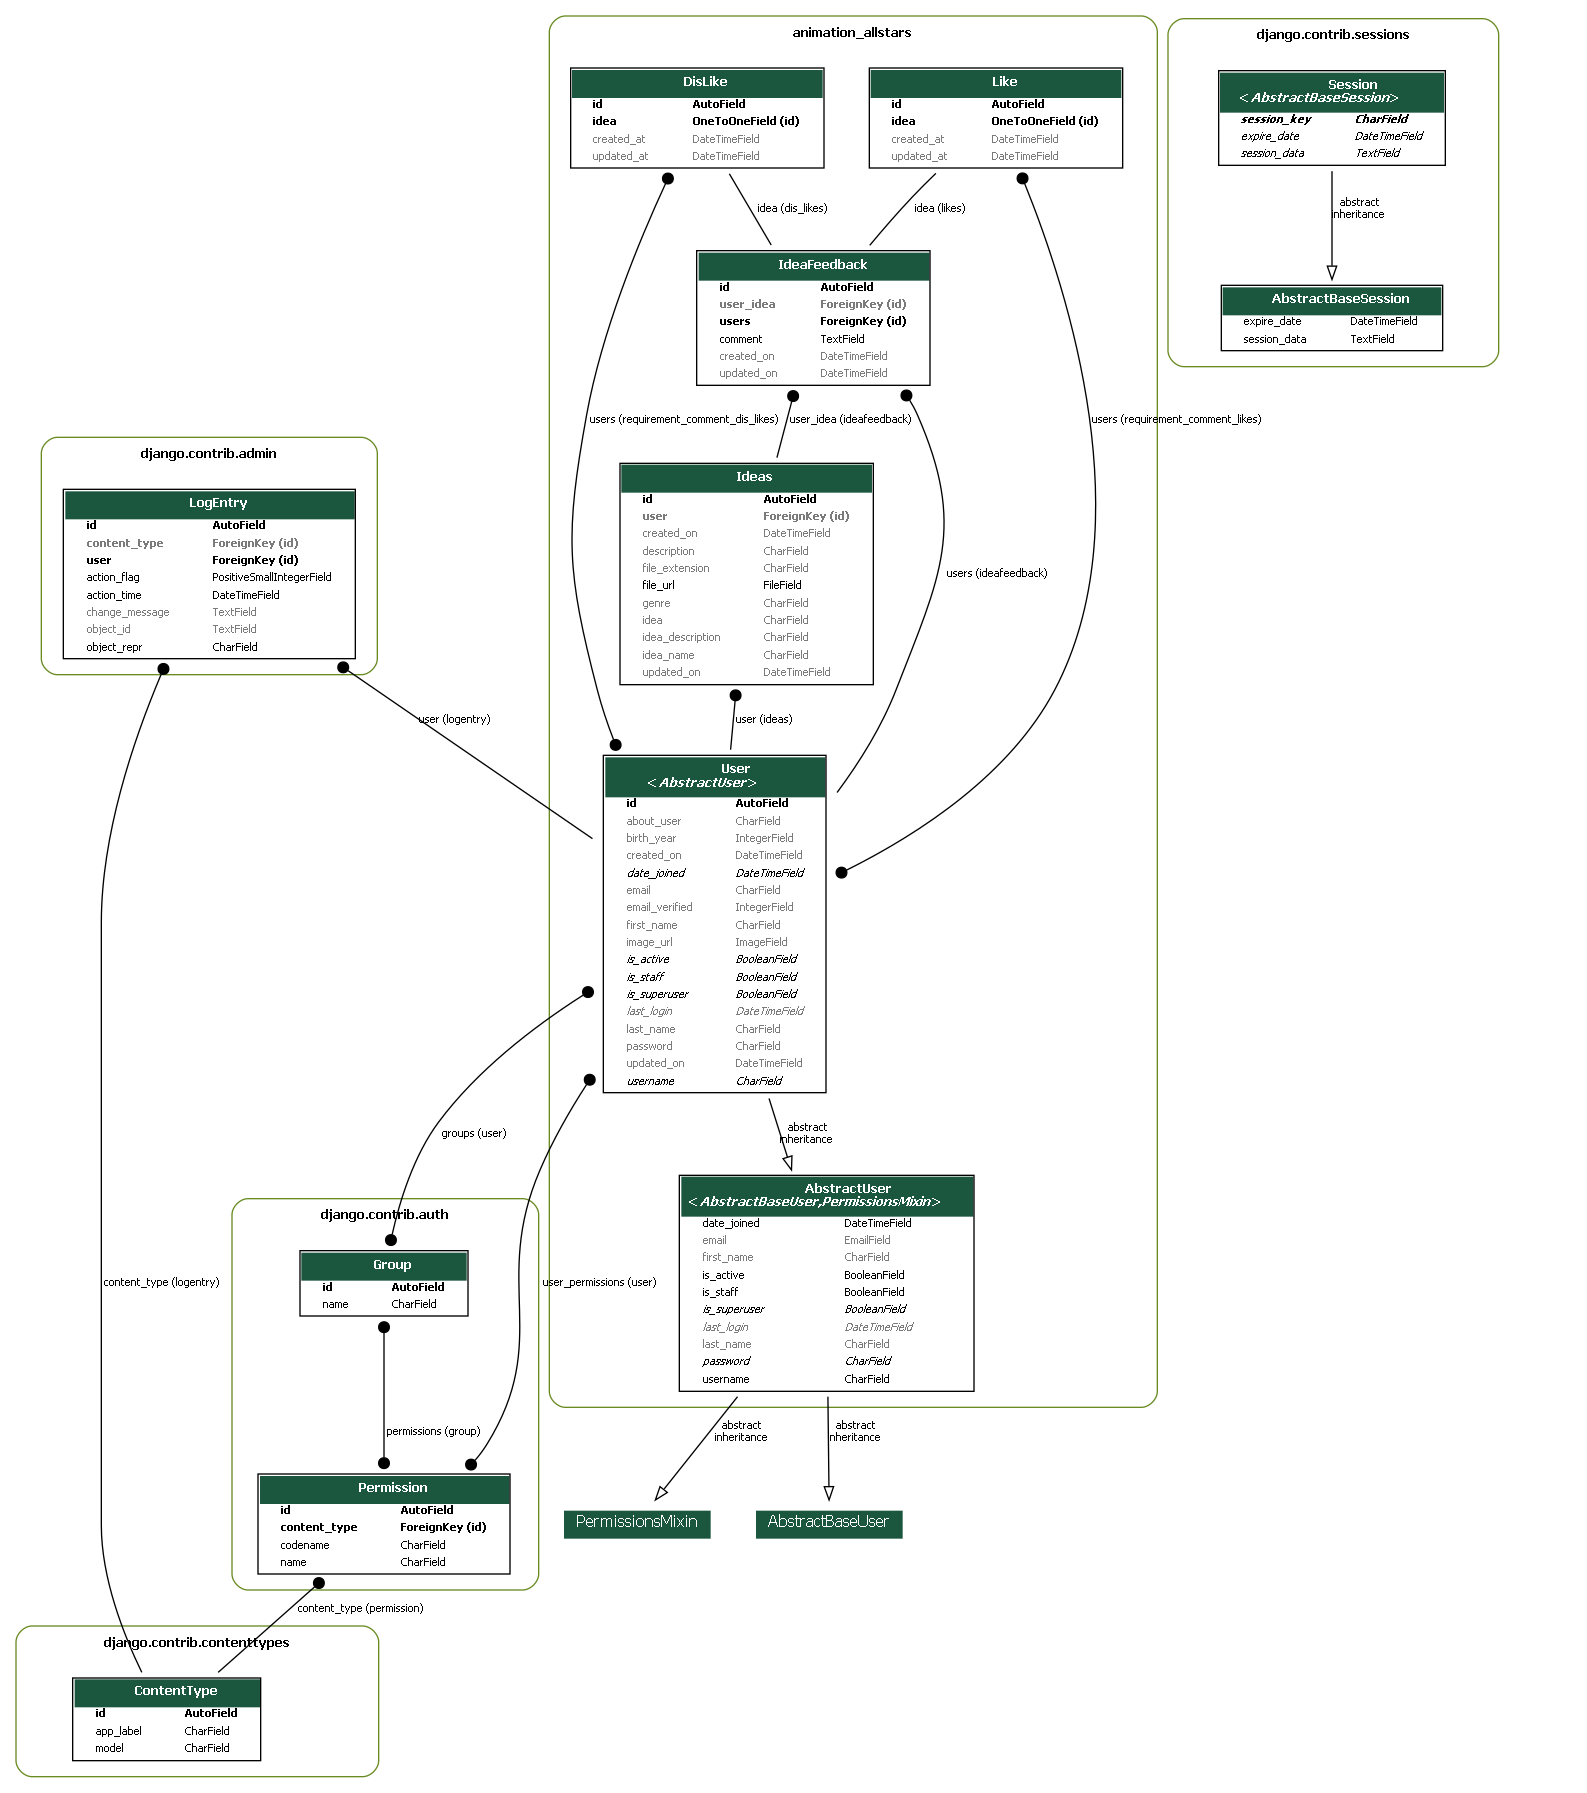 animation_allstars
DisLike
id AutoField
idea OneToOneField (id)
created_at DateTimeField
updated_at DateTimeField
Like
id AutoField
idea OneToOneField (id)
created_at DateTimeField
updated_at DateTimeField
idea (dis_likes)
idea (likes)
IdeaFeedback
id AutoField
user_idea ForeignKey (id)
users ForeignKey (id)
comment TextField
created_on DateTimeField
updated_on DateTimeField
users (requirement_comment_dis_likes)
user_idea (ideafeedback)
users (requirement_comment_likes)
Ideas
id AutoField
user ForeignKey (id)
created_on DateTimeField
description CharField
file_extension CharField
file_url FileField
genre CharField
idea CharField
idea_description CharField
idea_name CharField
updated_on DateTimeField
users (ideafeedback)
user (ideas)
User
<AbstractUser>
id AutoField
about_user CharField
birth_year IntegerField
created_on DateTimeField
date_joined DateTimeField
email CharField
email_verified IntegerField
first_name CharField
image_url ImageField
is_active BooleanField
is_staff BooleanField
is_superuser BooleanField
last_login DateTimeField
last_name CharField
password CharField
updated_on DateTimeField
username CharField
abstract
inheritance
AbstractUser
<AbstractBaseUser,PermissionsMixin>
date_joined DateTimeField
email EmailField
first_name CharField
is_active BooleanField
is_staff BooleanField
is_superuser BooleanField
last_login DateTimeField
last_name CharField
password CharField
username CharField
abstract
inheritance
abstract
inheritance
PermissionsMixin
AbstractBaseUser
django.contrib.sessions
Session
<AbstractBaseSession>
session_key CharField
expire_date DateTimeField
session_data TextField
abstract
inheritance
AbstractBaseSession
expire_date DateTimeField
session_data TextField
django.contrib.admin
LogEntry
id AutoField
content_type ForeignKey (id)
user ForeignKey (id)
action_flag PositiveSmallIntegerField
action_time DateTimeField
change_message TextField
object_id TextField
object_repr CharField
user (logentry)
content_type (logentry)
groups (user)
user_permissions (user)
django.contrib.auth
Group
id AutoField
name CharField
permissions (group)
Permission
id AutoField
content_type ForeignKey (id)
codename CharField
name CharField
content_type (permission)
django.contrib.contenttypes
ContentType
id AutoField
app_label CharField
model CharField